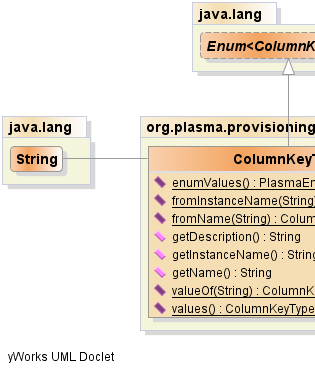 java.lang
Enum<ColumnK
java.lang
org.plasma.provisioning
String
ColumnKeyT
enumValues() : PlasmaEn
fromInstanceName(String)
fromName(String) : Colum
getDescription() : String
getInstanceName() : Strin
getName() : String
valueOf(String) : ColumnK
values() : ColumnKeyType
yWorks UML Doclet